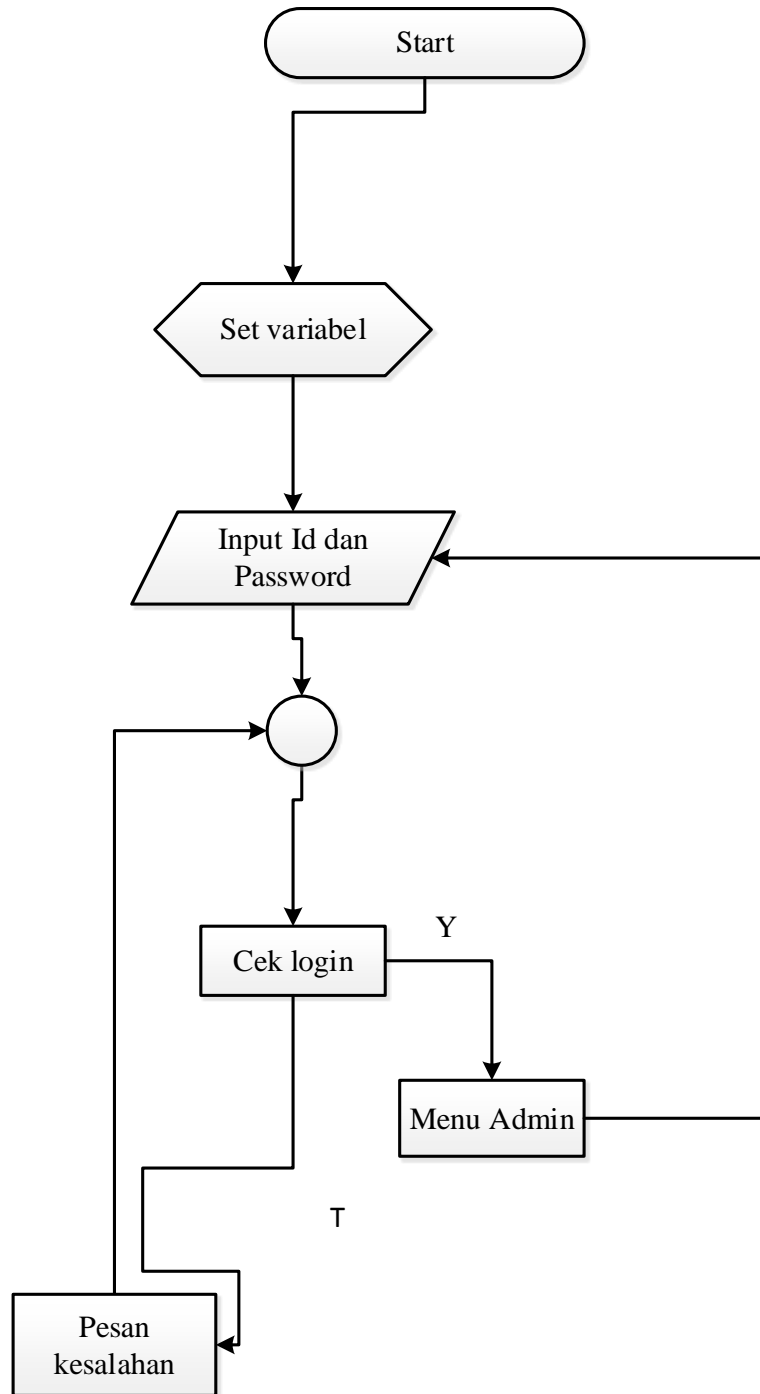 Start
Set variabel
Input Id dan
Password
Cek login
Y
Menu Admin
T
Pesan
kesalahan